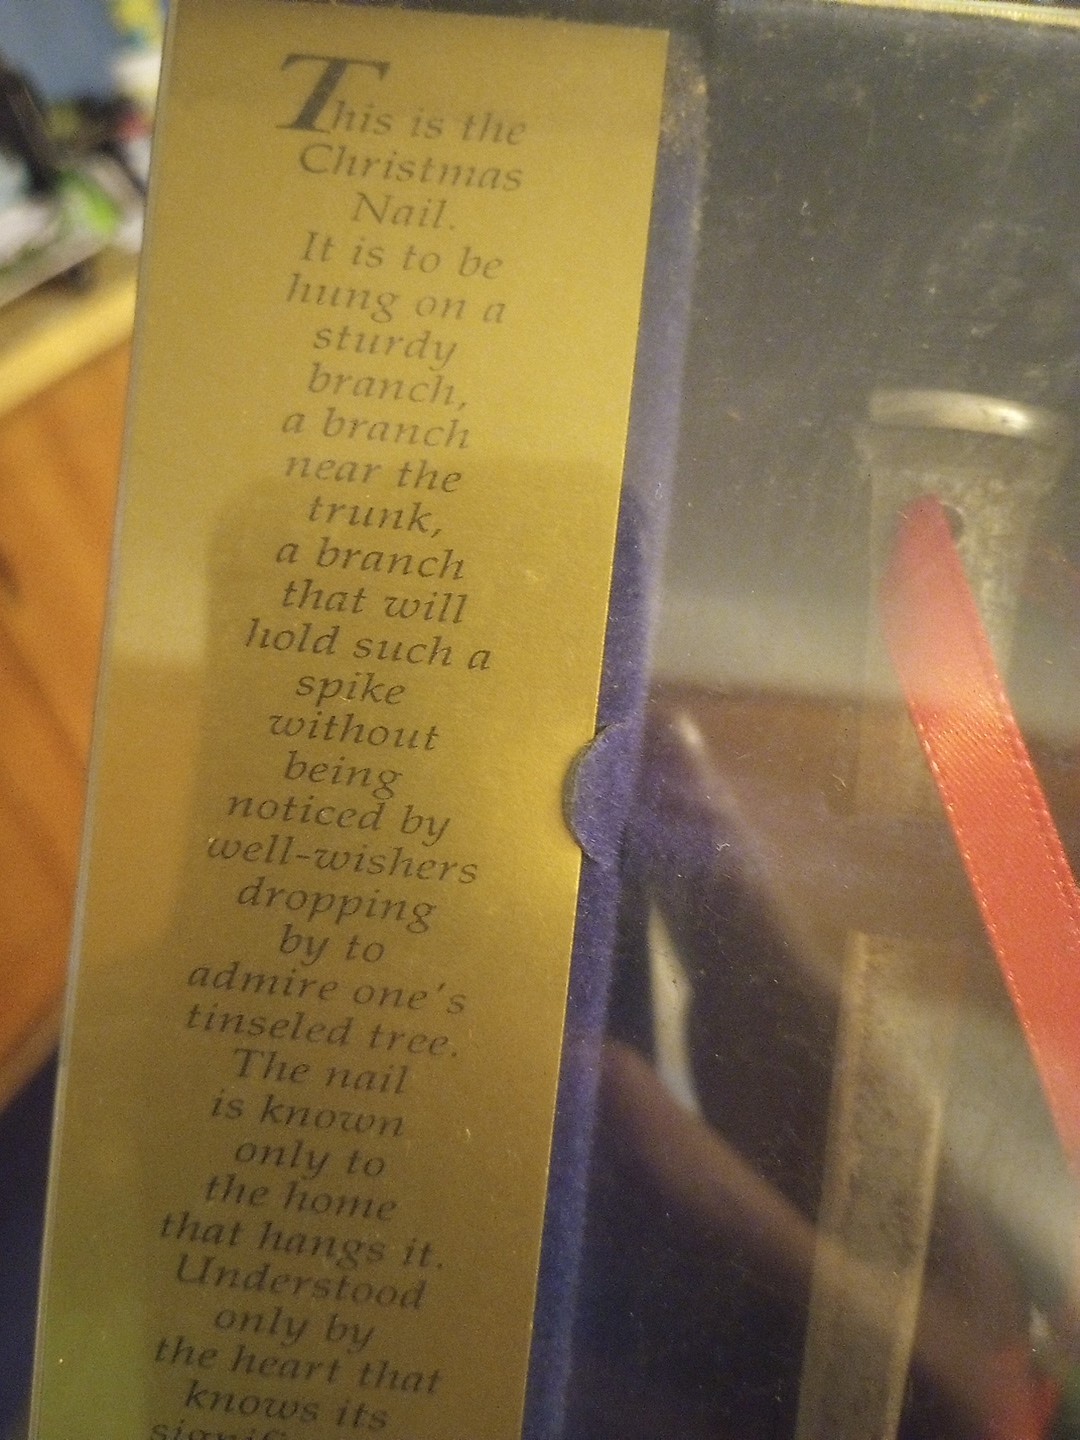 This is the
Christmas
Nail.
It is to be
hung on a
sturdy
branch,
a branch
near the
trunk,
a branch
that will
hold such a
spike
without
being
noticed by
well-wishers
dropping
by to
admire one's
tinseled tree.
The nail
is known
only to
the home
that hangs it.
Understood
only by
the heart that
knows its